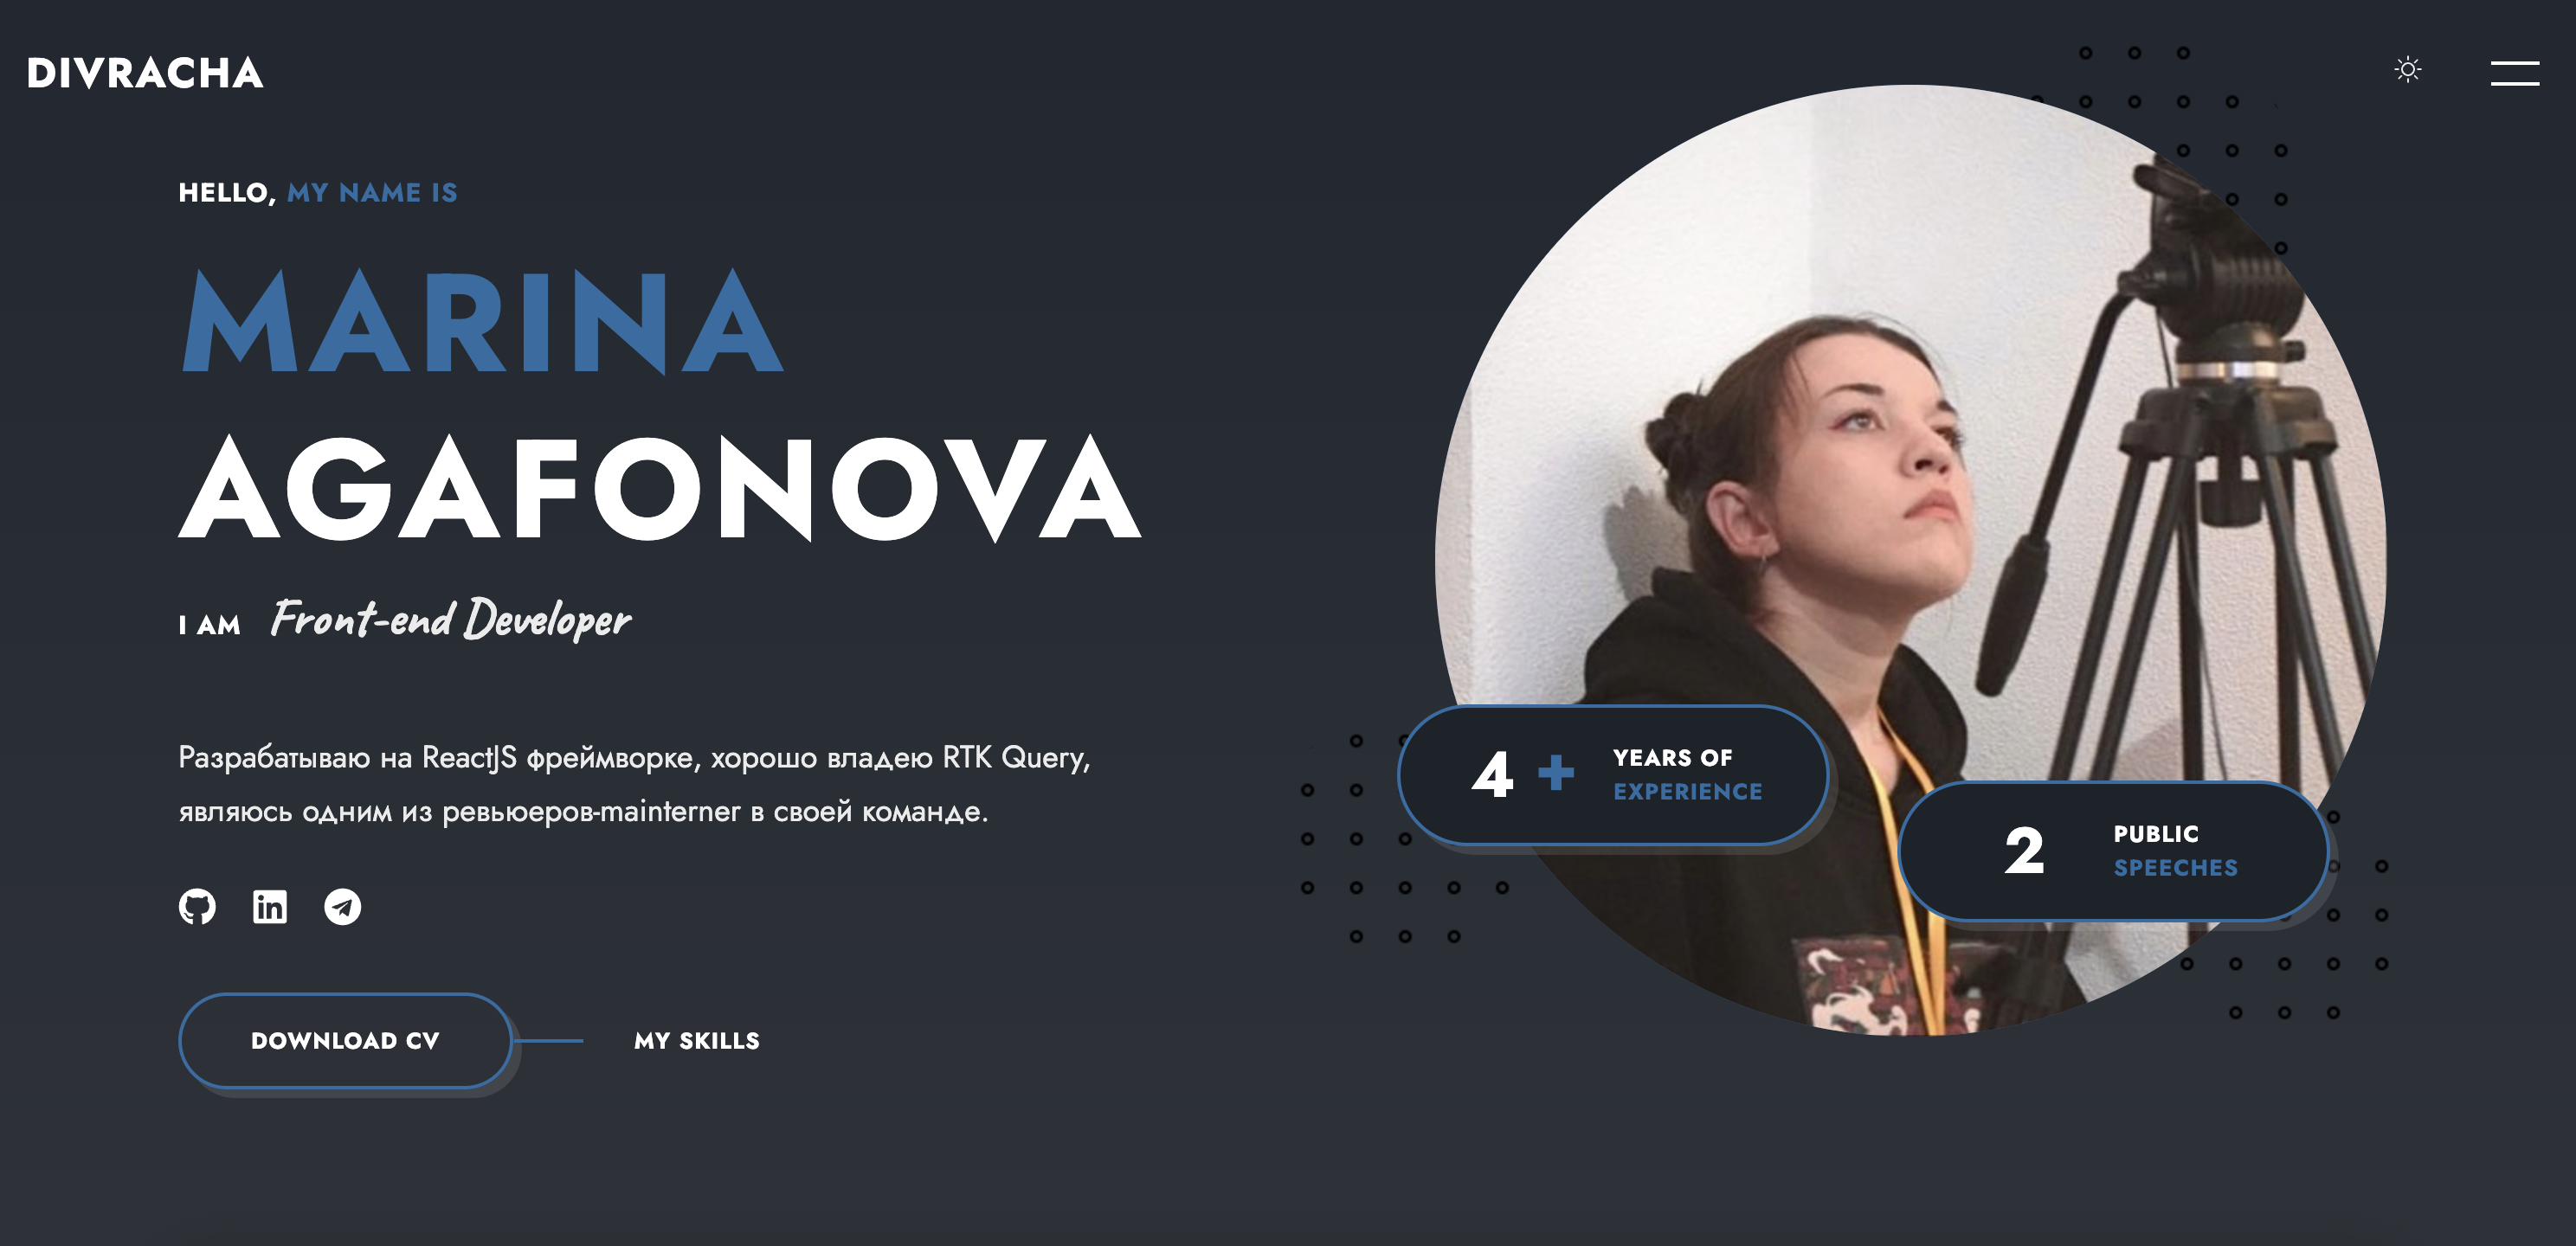 DIVRACHA
HELLO, MY NAME IS
MARINA
AGAFONOVA
I AM Front-end Developer
Разрабатываю на ReactJS фреймворке, хорошо владею RTK Query,
являюсь одним из ревьюеров-mainterner в своей команде.
in
DOWNLOAD CV
MY SKILLS
4 +
YEARS OF
EXPERIENCE
2
PUBLIC
SPEECHES